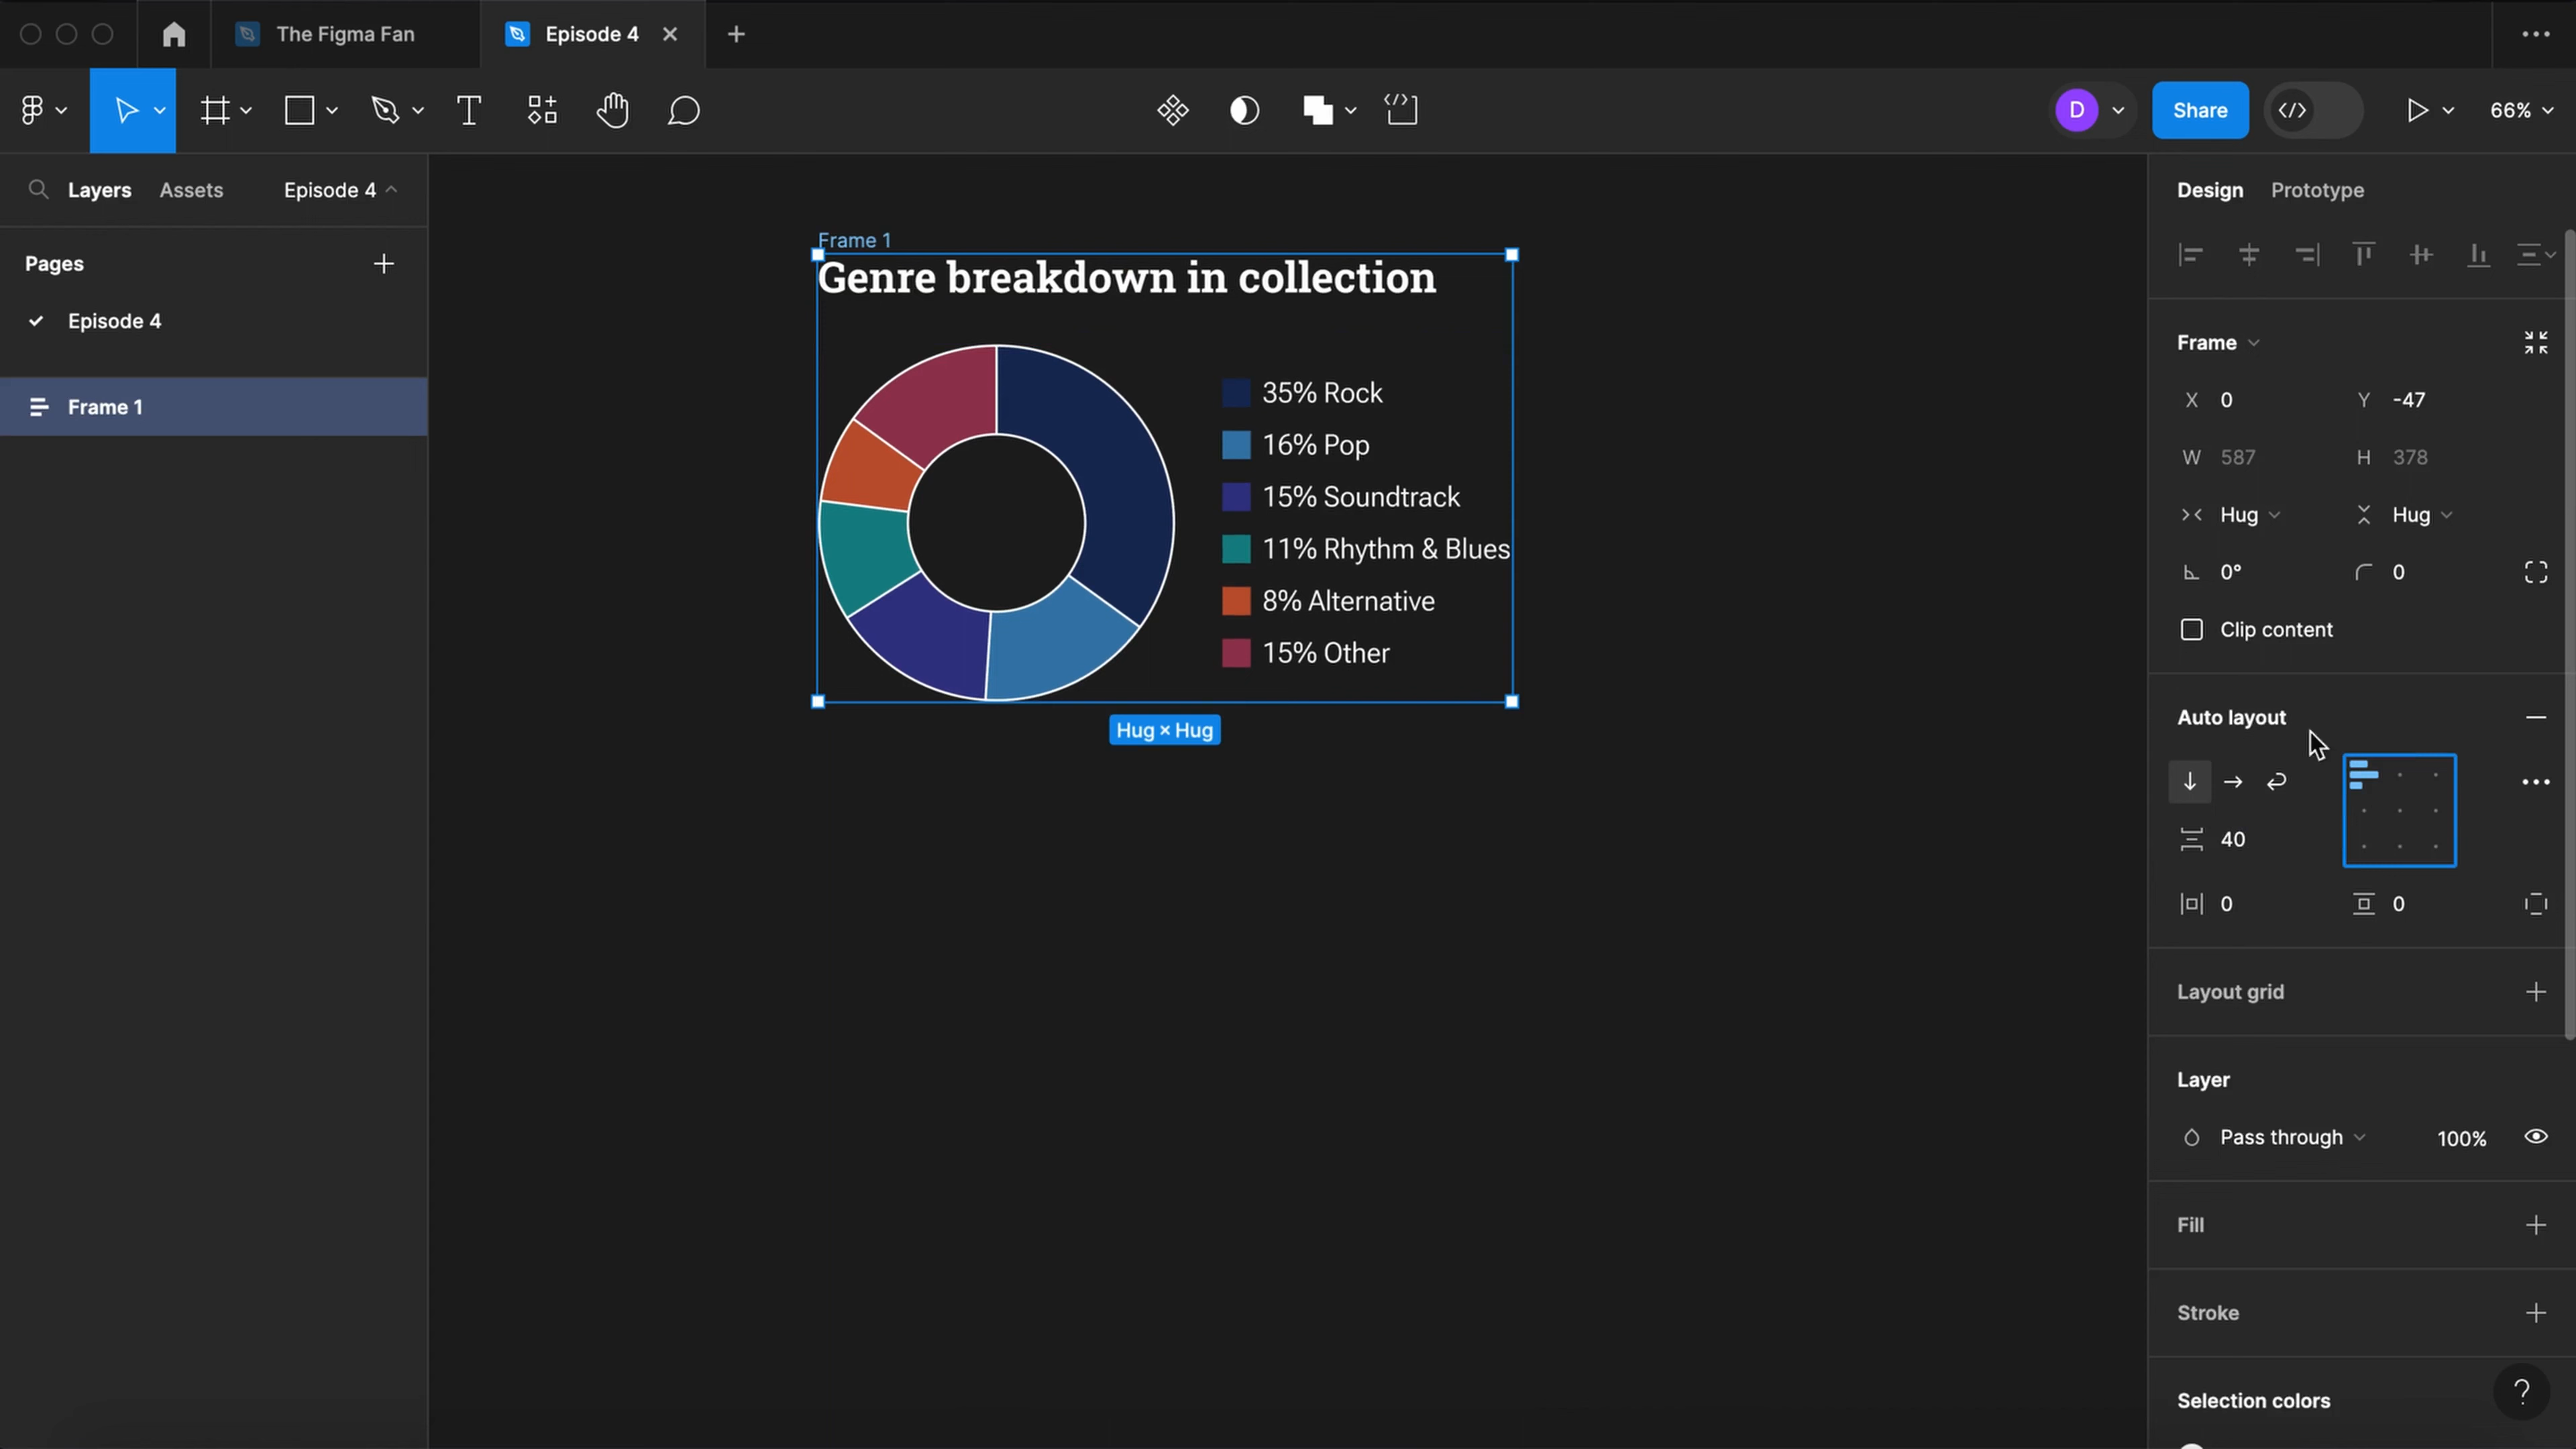 The Figma Fan
Episode 4
D
Share
66%
Layers Assets Episode 4
Pages
Episode 4
Frame 1
Frame 1
Genre breakdown in collection
35% Rock
16% Pop
15% Soundtrack
11% Rhythm & Blues
8% Alternative
15% Other
Hug × Hug
Design Prototype
Frame
X 0 Y -47
W 587 H 378
Hug Hug
0° 0
Clip content
Auto layout
40
0 0
Layout grid
Layer
Pass through 100%
Fill
Stroke
Selection colors
?